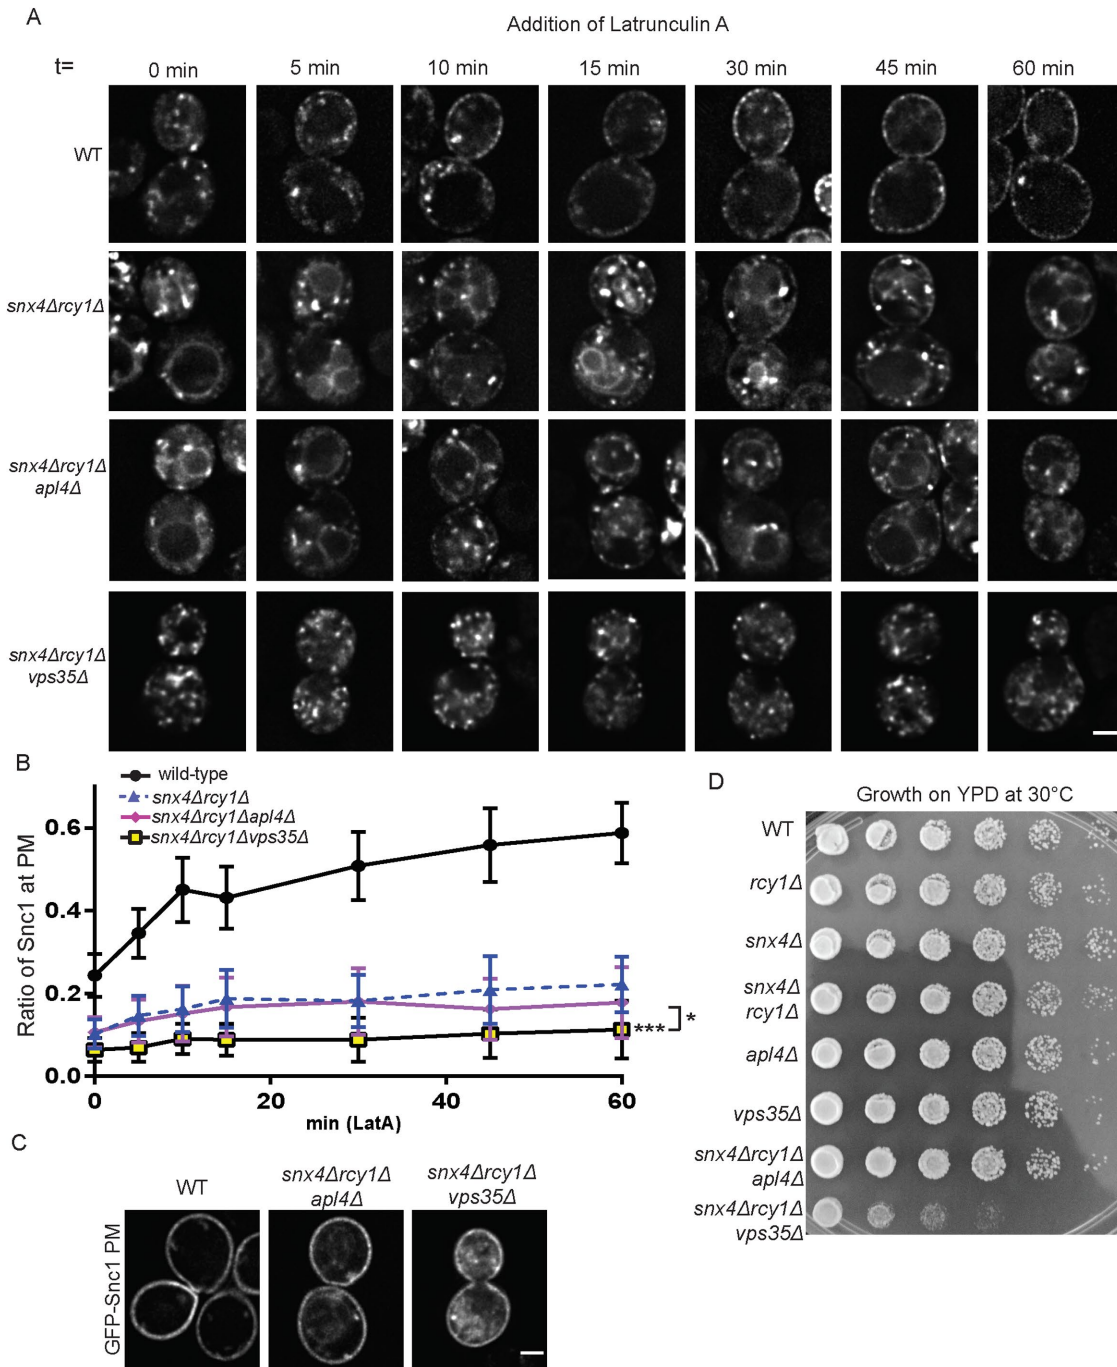 A
Addition of Latrunculin A
t=
0 min
5 min
10 min
15 min
30 min
45 min
60 min
WT
snx4Δrcy1Δ
snx4Δrcy1Δ
apl4Δ
snx4Δrcy1Δ
vps35Δ
B
wild-type
snx4Δrcy1Δ
snx4Δrcy1Δapl4Δ
snx4Δrcy1Δvps35Δ
Ratio of Snc1 at PM
0.6
0.4
0.2
0.0
0
20
40
60
min (LatA)
***
*
C
WT
snx4Δrcy1Δ
apl4Δ
snx4Δrcy1Δ
vps35Δ
GFP-Snc1 PM
D
Growth on YPD at 30°C
WT
rcy1Δ
snx4Δ
snx4Δ
rcy1Δ
apl4Δ
vps35Δ
snx4Δrcy1Δ
apl4Δ
snx4Δrcy1Δ
vps35Δ